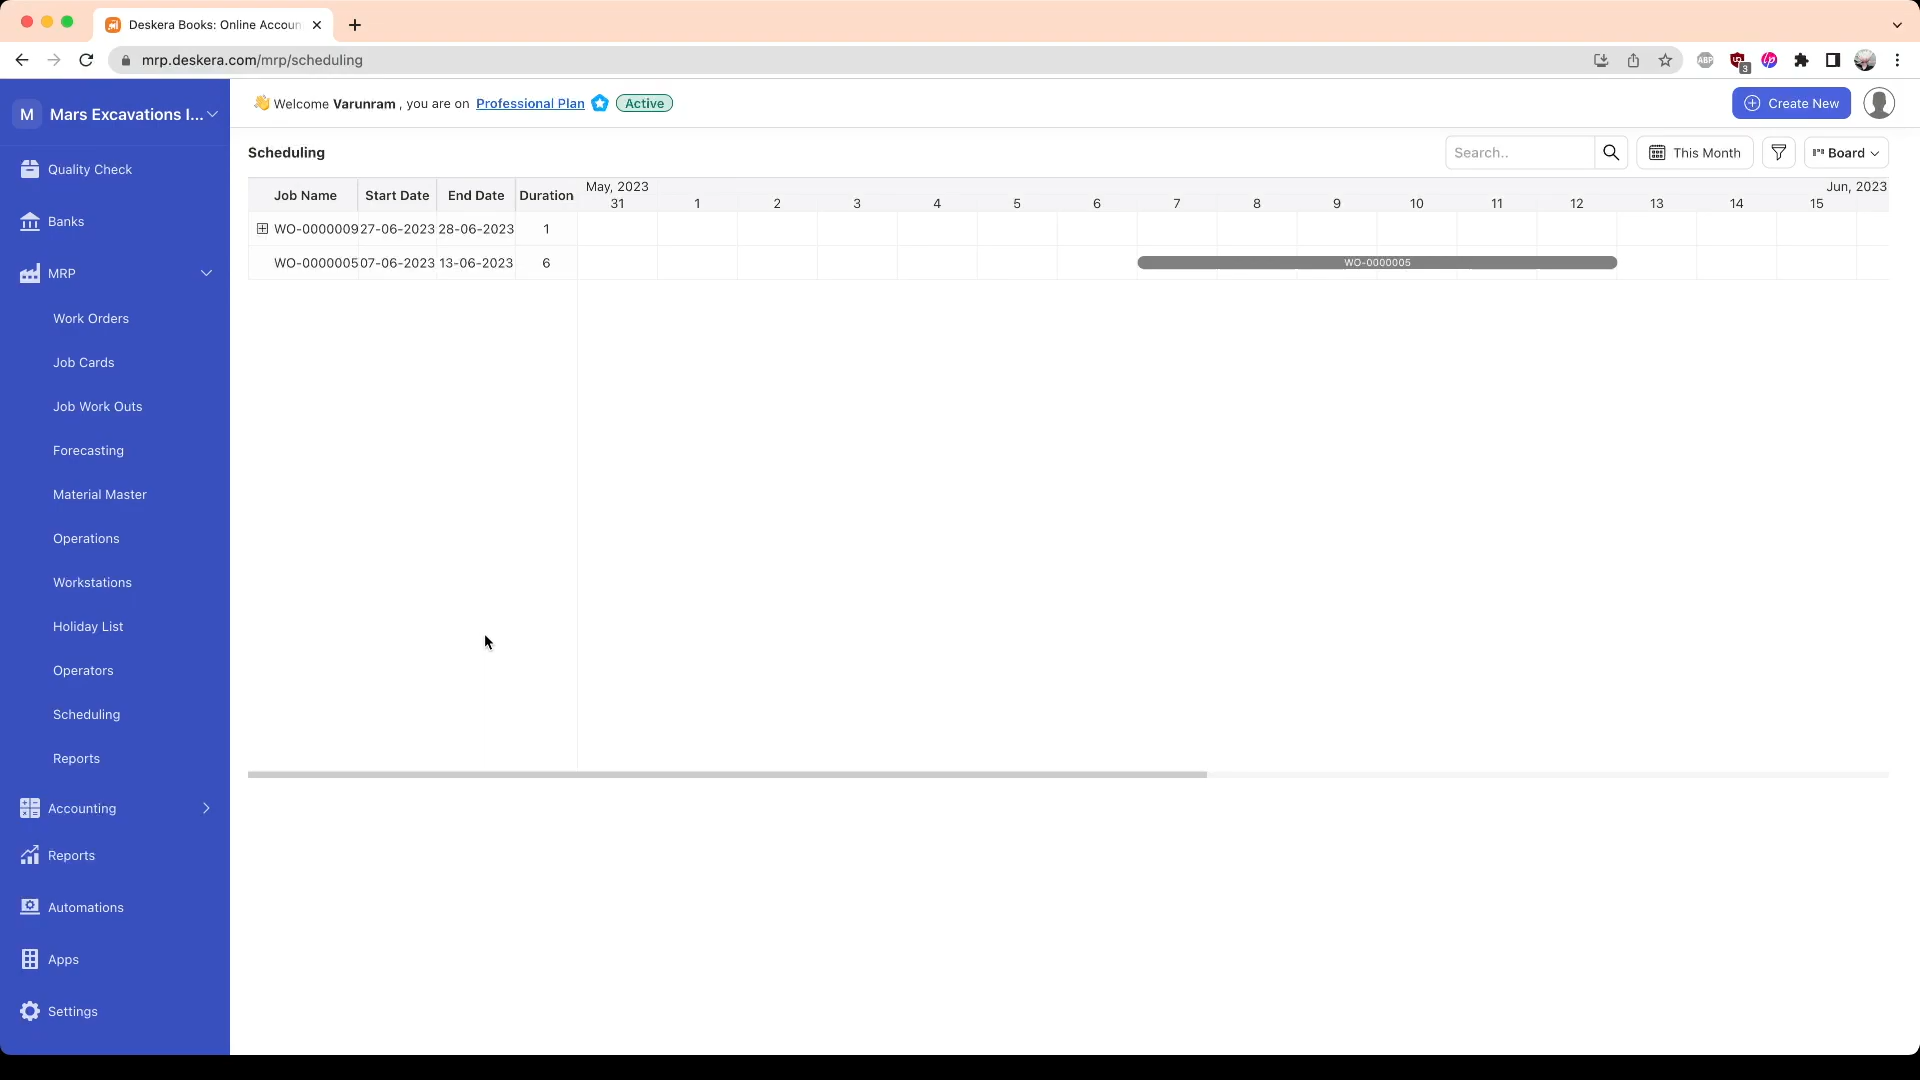 Deskera Books: Online Accoun
mrp.deskera.com/mrp/scheduling
ABP
3
M
Mars Excavations I...
Welcome Varunram , you are on Professional Plan Active
Create New
Quality Check
Banks
MRP
Work Orders
Job Cards
Job Work Outs
Forecasting
Material Master
Operations
Workstations
Holiday List
Operators
Scheduling
Reports
Accounting
Reports
Automations
Apps
Settings
Scheduling
Search..
This Month
Board
Job Name Start Date End Date Duration
May, 2023 Jun, 2023
31 1 2 3 4 5 6 7 8 9 10 11 12 13 14 15
WO-0000009 27-06-2023 28-06-2023 1
WO-0000005 07-06-2023 13-06-2023 6 WO-0000005